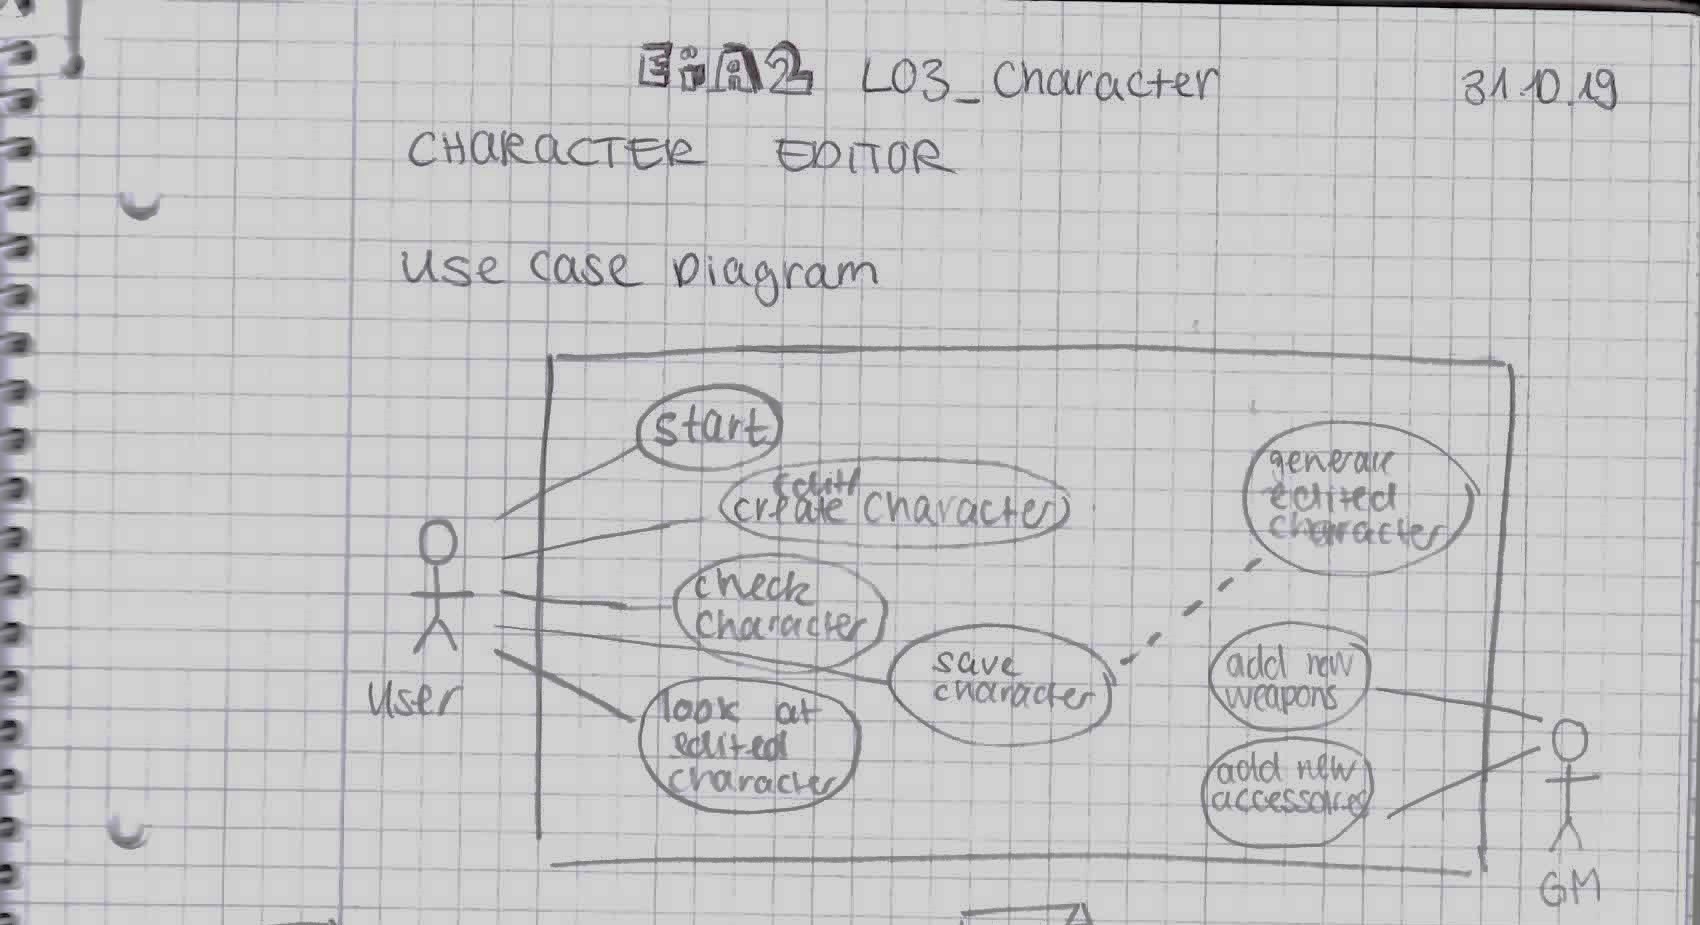 EiA2 L03_Character 31.10.19
CHARACTER EDITOR
Use case Diagram
start
edit/
create character
generate
edited
character
check
character
save
character
add new
weapons
User
look at
edited
character
add new
accessoires
GM